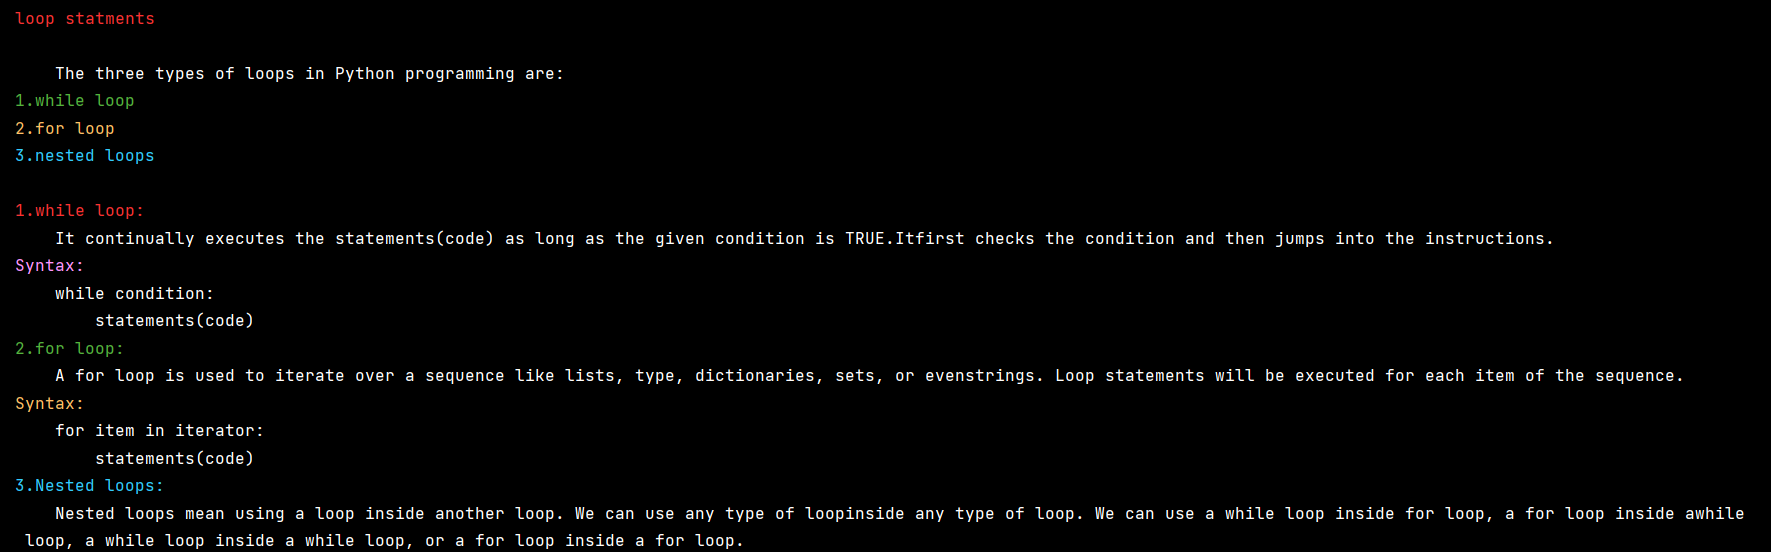 loop statments
The three types of loops in Python programming are:
1.while loop
2.for loop
3.nested loops
1.while loop:
It continually executes the statements(code) as long as the given condition is TRUE.Itfirst checks the condition and then jumps into the instructions.
Syntax:
while condition:
statements(code)
2.for loop:
A for loop is used to iterate over a sequence like lists, type, dictionaries, sets, or evenstrings. Loop statements will be executed for each item of the sequence.
Syntax:
for item in iterator:
statements(code)
3.Nested loops:
Nested loops mean using a loop inside another loop. We can use any type of loopinside any type of loop. We can use a while loop inside for loop, a for loop inside awhile
loop, a while loop inside a while loop, or a for loop inside a for loop.